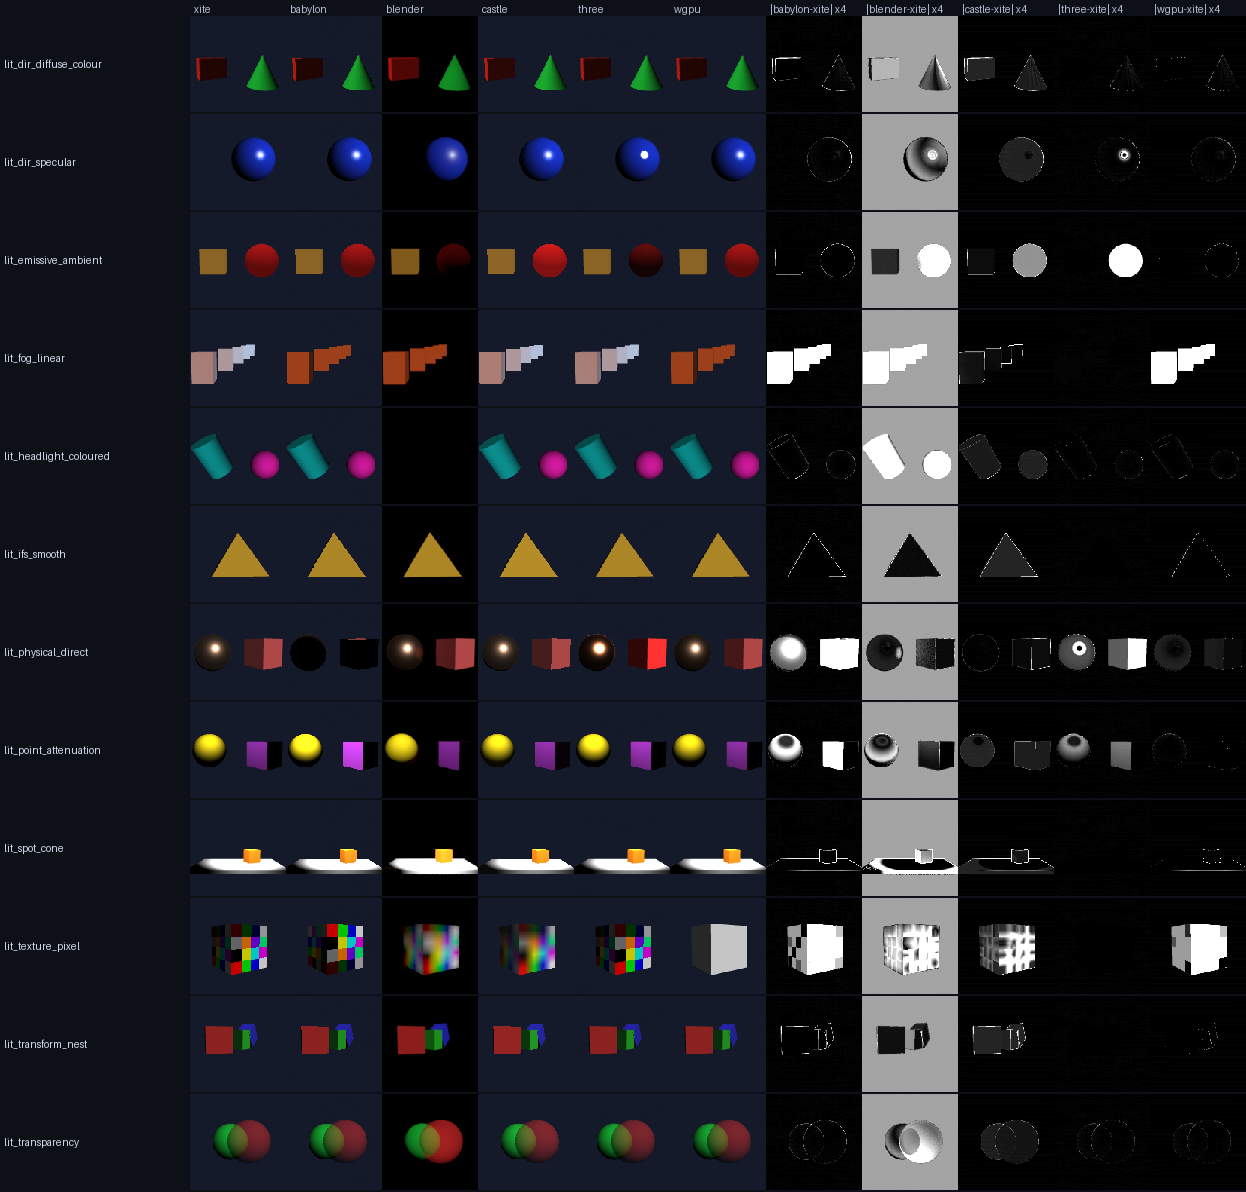 xite babylon blender castle three wgpu |babylon-xite| x4 |blender-xite| x4 |castle-xite| x4 |three-xite| x4 |wgpu-xite| x4
lit_dir_diffuse_colour
lit_dir_specular
lit_emissive_ambient
lit_fog_linear
lit_headlight_coloured
lit_ifs_smooth
lit_physical_direct
lit_point_attenuation
lit_spot_cone
lit_texture_pixel
lit_transform_nest
lit_transparency